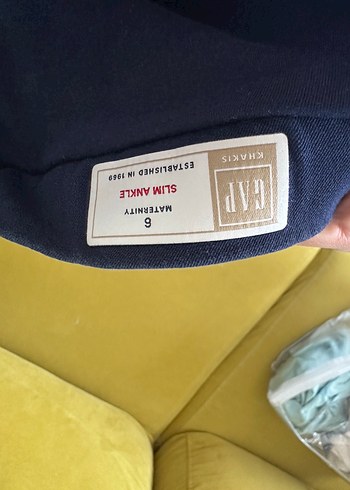 GAP
KHAKIS
6
MATERNITY
SLIM ANKLE
ESTABLISHED IN 1969